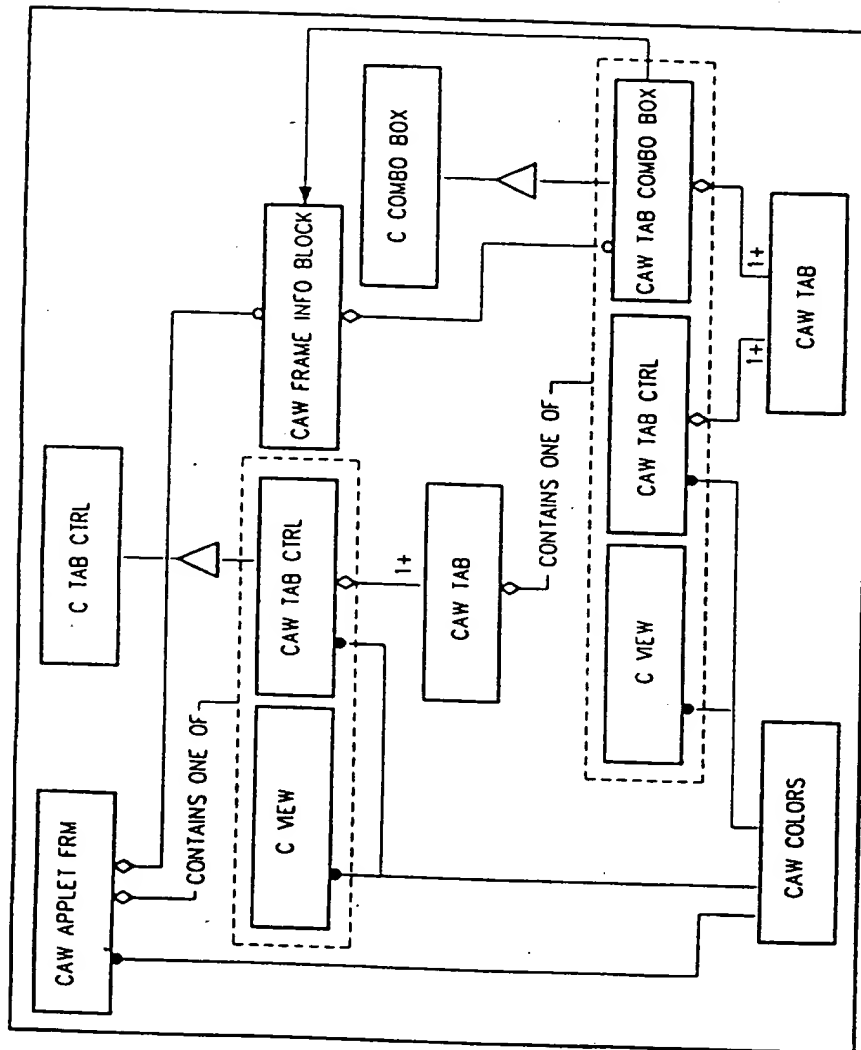 CAW APPLET FRM
C TAB CTRL
CONTAINS ONE OF
C VIEW
CAW TAB CTRL
CAW FRAME INFO BLOCK
C COMBO BOX
1+
CAW TAB
CONTAINS ONE OF
C VIEW
CAW TAB CTRL
CAW TAB COMBO BOX
1+
1+
CAW COLORS
CAW TAB